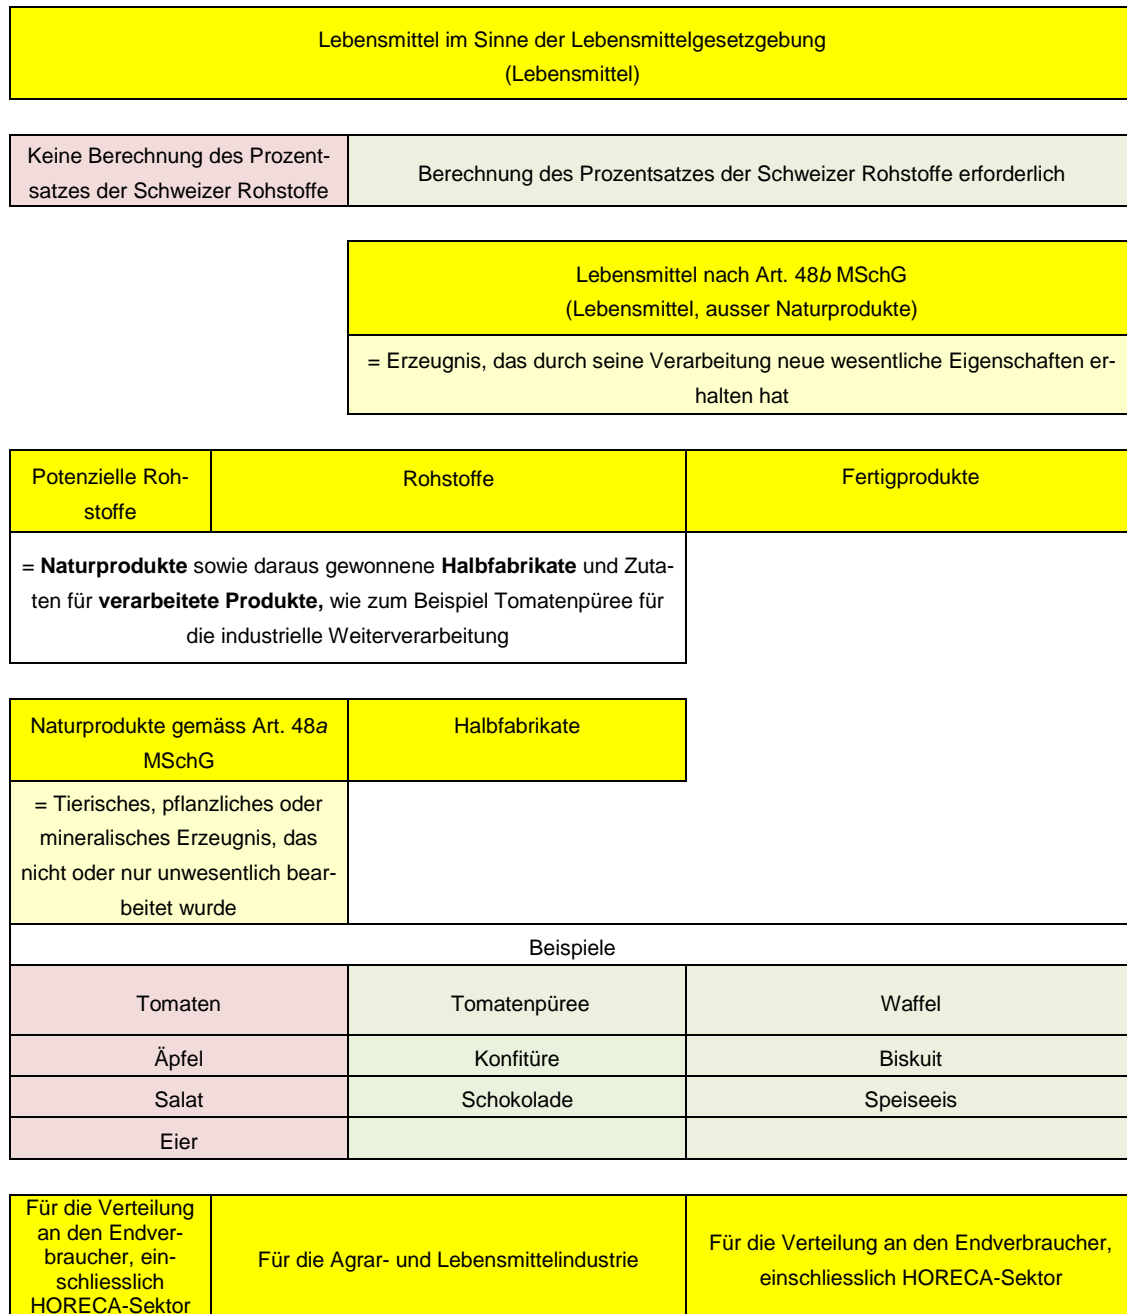 Lebensmittel im Sinne der Lebensmittelgesetzgebung
(Lebensmittel)
Keine Berechnung des Prozent-
satzes der Schweizer Rohstoffe
Berechnung des Prozentsatzes der Schweizer Rohstoffe erforderlich
Lebensmittel nach Art. 48b MSchG
(Lebensmittel, ausser Naturprodukte)
= Erzeugnis, das durch seine Verarbeitung neue wesentliche Eigenschaften er-
halten hat
Potenzielle Roh-
stoffe
Rohstoffe
Fertigprodukte
= Naturprodukte sowie daraus gewonnene Halbfabrikate und Zuta-
ten für verarbeitete Produkte, wie zum Beispiel Tomatenpüree für
die industrielle Weiterverarbeitung
Naturprodukte gemäss Art. 48a
MSchG
Halbfabrikate
= Tierisches, pflanzliches oder
mineralisches Erzeugnis, das
nicht oder nur unwesentlich bear-
beitet wurde
Beispiele
Tomaten
Tomatenpüree
Waffel
Äpfel
Konfitüre
Biskuit
Salat
Schokolade
Speiseeis
Eier
Für die Verteilung
an den Endver-
braucher, ein-
schliesslich
HORECA-Sektor
Für die Agrar- und Lebensmittelindustrie
Für die Verteilung an den Endverbraucher,
einschliesslich HORECA-Sektor